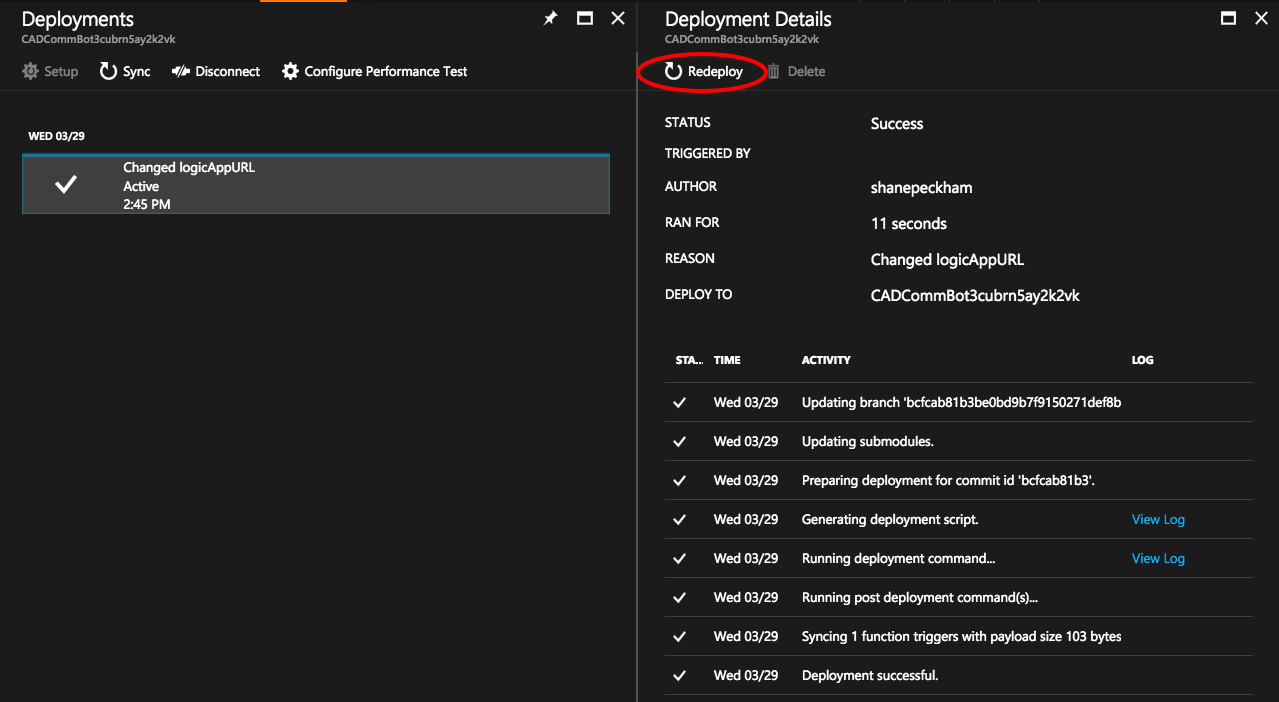 Deployments
CADCommBot3cubrn5ay2k2vk
Setup Sync Disconnect Configure Performance Test
WED 03/29
Changed logicAppURL
Active
2:45 PM
Deployment Details
CADCommBot3cubrn5ay2k2vk
Redeploy Delete
STATUS Success
TRIGGERED BY
AUTHOR shanepeckham
RAN FOR 11 seconds
REASON Changed logicAppURL
DEPLOY TO CADCommBot3cubrn5ay2k2vk
STA... TIME ACTIVITY LOG
Wed 03/29 Updating branch 'bcfcab81b3be0bd9b7f9150271def8b
Wed 03/29 Updating submodules.
Wed 03/29 Preparing deployment for commit id 'bcfcab81b3'.
Wed 03/29 Generating deployment script. View Log
Wed 03/29 Running deployment command... View Log
Wed 03/29 Running post deployment command(s)...
Wed 03/29 Syncing 1 function triggers with payload size 103 bytes
Wed 03/29 Deployment successful.